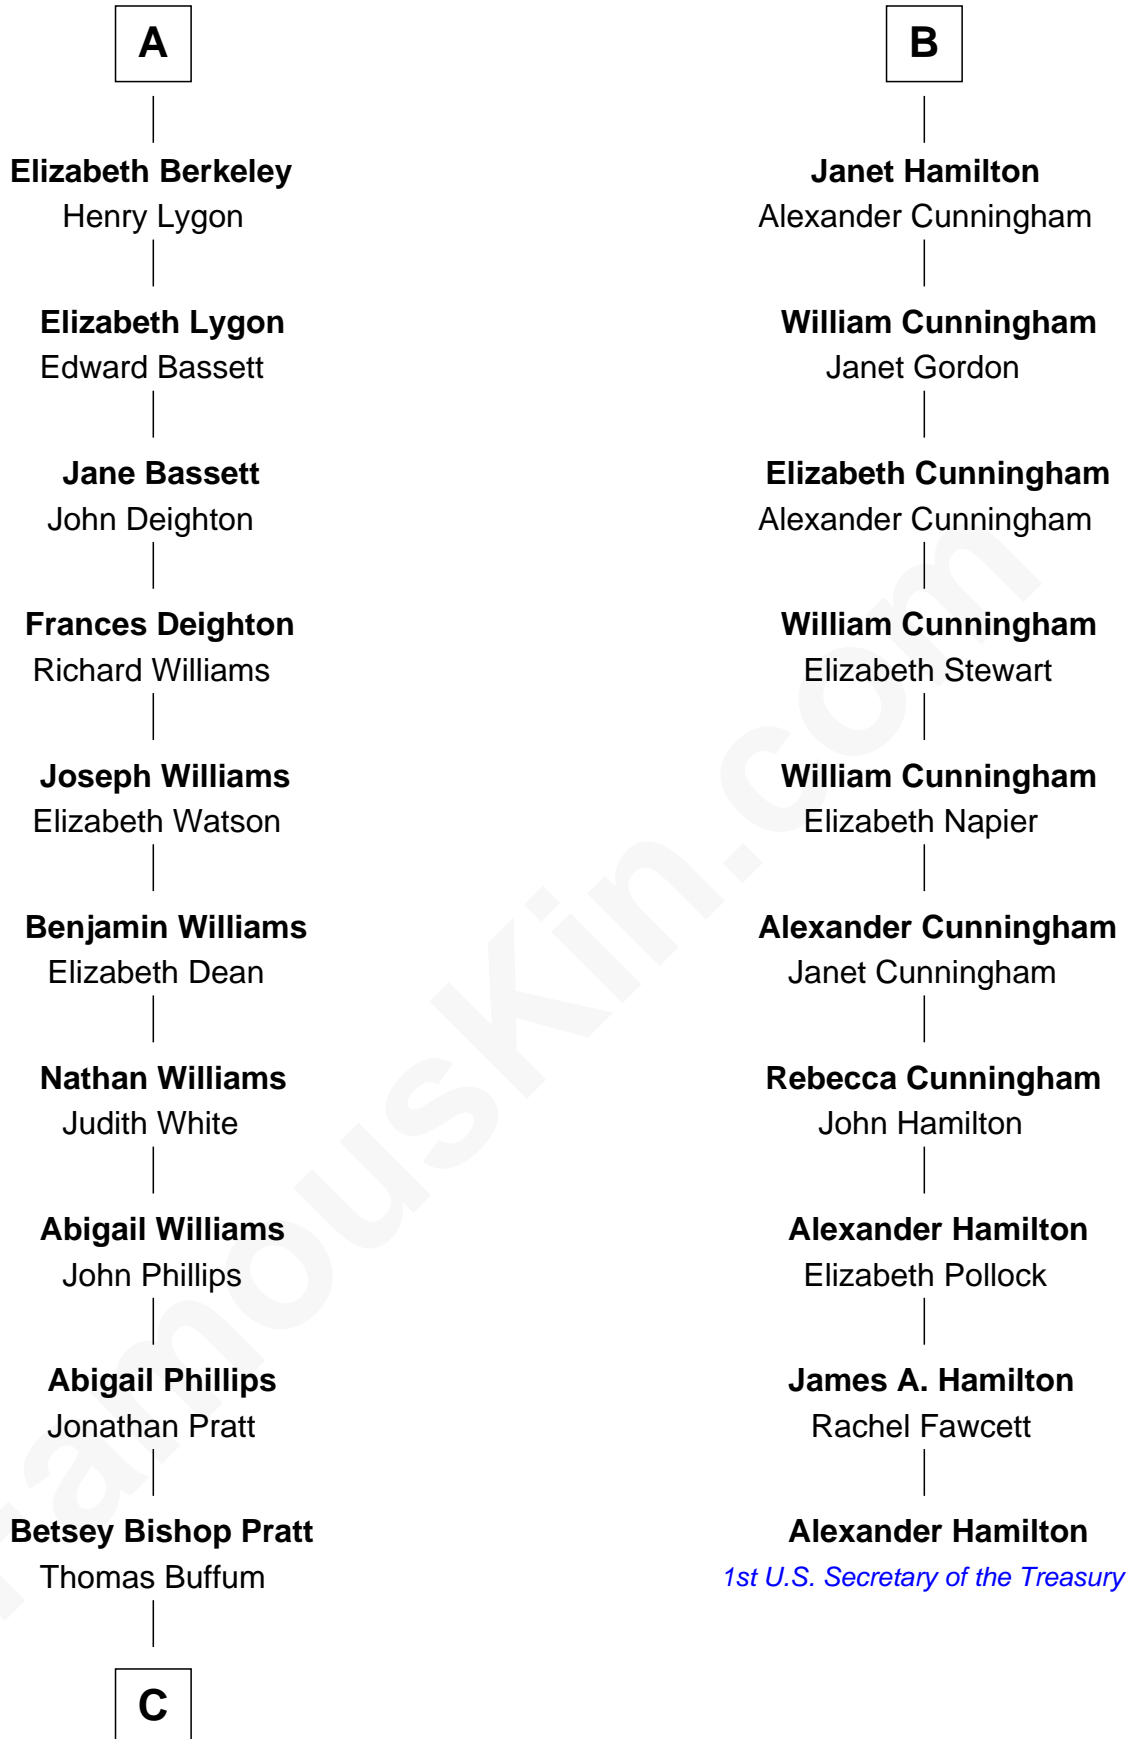 A
Elizabeth Berkeley
Henry Lygon
Elizabeth Lygon
Edward Bassett
Jane Bassett
John Deighton
Frances Deighton
Richard Williams
Joseph Williams
Elizabeth Watson
Benjamin Williams
Elizabeth Dean
Nathan Williams
Judith White
Abigail Williams
John Phillips
Abigail Phillips
Jonathan Pratt
Betsey Bishop Pratt
Thomas Buffum
C
B
Janet Hamilton
Alexander Cunningham
William Cunningham
Janet Gordon
Elizabeth Cunningham
Alexander Cunningham
William Cunningham
Elizabeth Stewart
William Cunningham
Elizabeth Napier
Alexander Cunningham
Janet Cunningham
Rebecca Cunningham
John Hamilton
Alexander Hamilton
Elizabeth Pollock
James A. Hamilton
Rachel Fawcett
Alexander Hamilton
1st U.S. Secretary of the Treasury
FamousKin.com